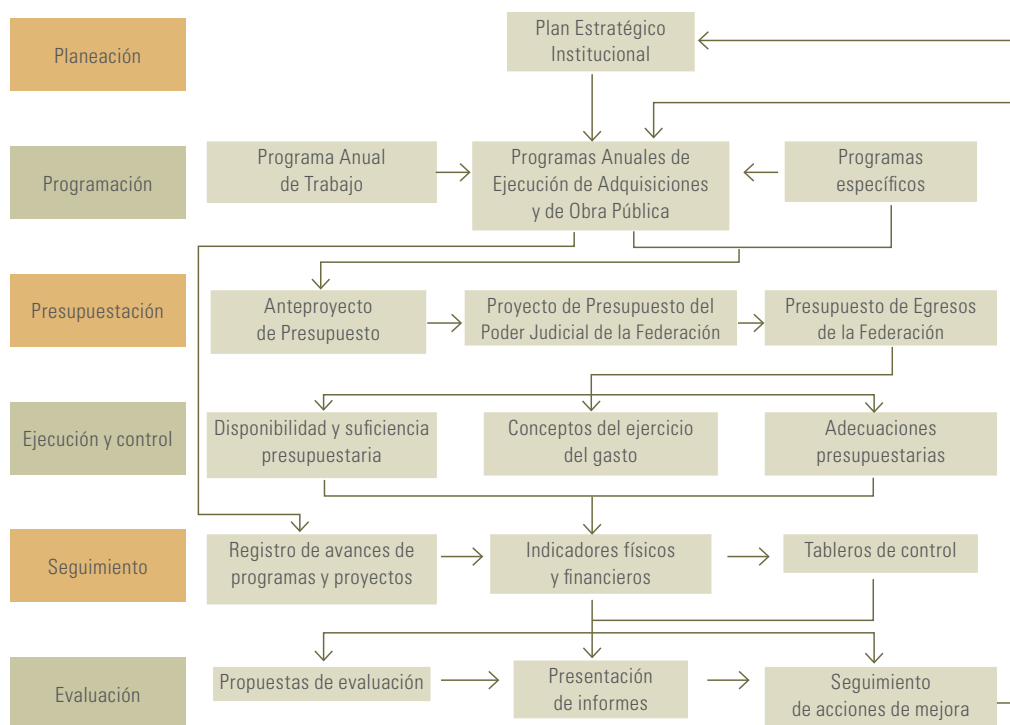 Planeación
Plan Estratégico
Institucional
Programación
Programa Anual
de Trabajo
Programas Anuales de
Ejecución de Adquisiciones
y de Obra Pública
Programas
específicos
Presupuestación
Anteproyecto
de Presupuesto
Proyecto de Presupuesto del
Poder Judicial de la Federación
Presupuesto de Egresos
de la Federación
Ejecución y control
Disponibilidad y suficiencia
presupuestaria
Conceptos del ejercicio
del gasto
Adecuaciones
presupuestarias
Seguimiento
Registro de avances de
programas y proyectos
Indicadores físicos
y financieros
Tableros de control
Evaluación
Propuestas de evaluación
Presentación
de informes
Seguimiento
de acciones de mejora